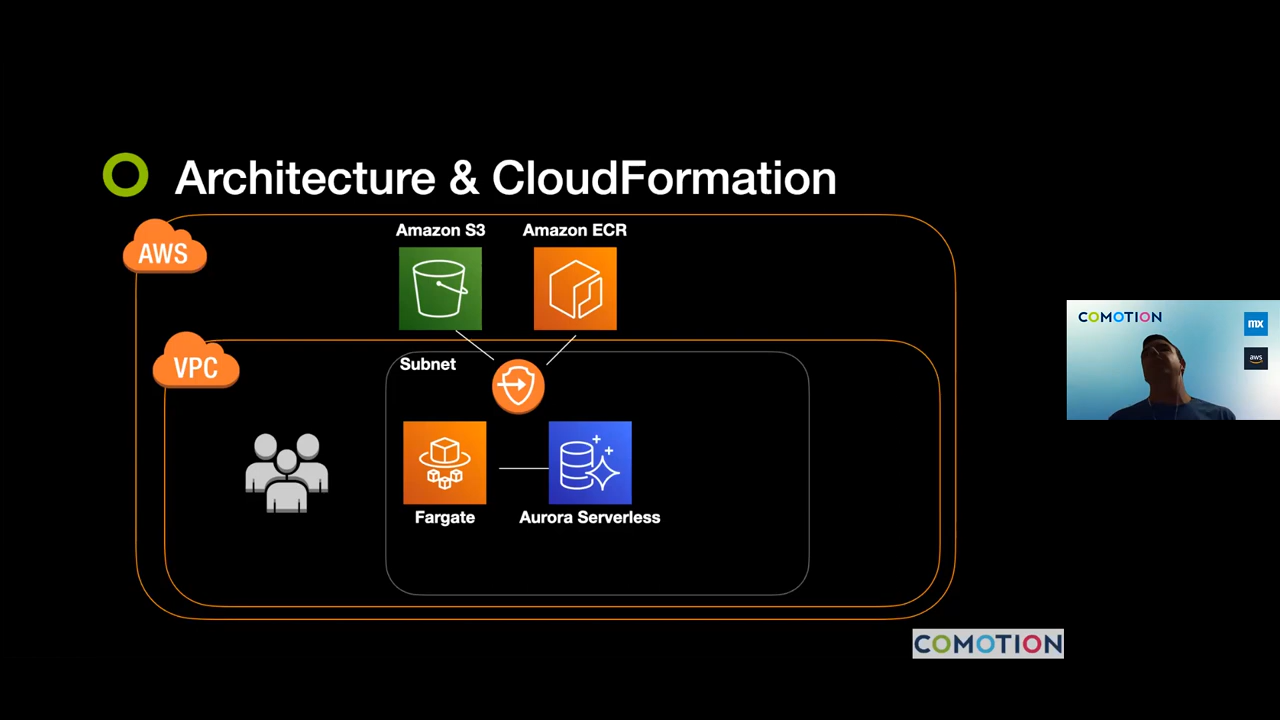 Architecture & CloudFormation
AWS
Amazon S3
Amazon ECR
VPC
Subnet
Fargate
Aurora Serverless
COMOTION
mx
aws
COMOTION